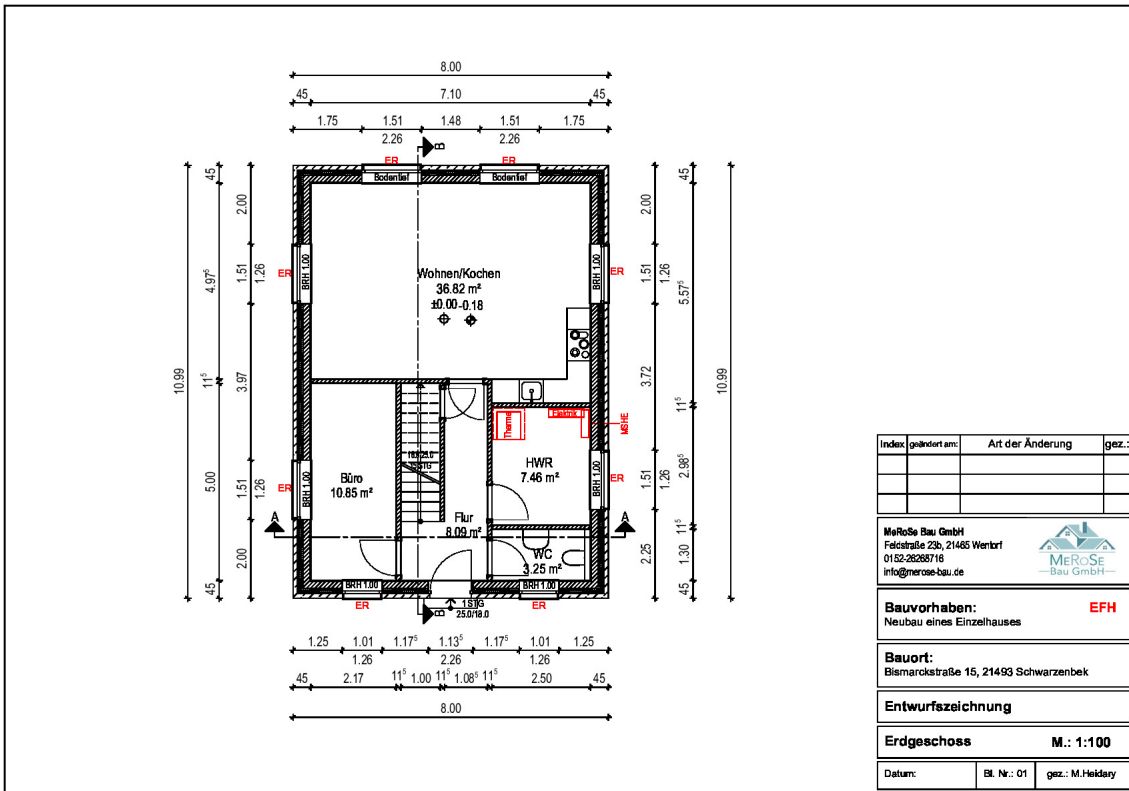 8.00
45 7.10 45
1.75 1.51 1.48 1.51 1.75
2.26 2.26
B
ER ER
Bodentief Bodentief
45 45
2.00 2.00
4.97⁵ 1.51 1.26 1.51 1.26 5.57⁵
ER BRH 1.00 BRH 1.00 ER
Wohnen/Kochen
36.82 m²
±0.00 -0.18
10.99 11⁵ 3.97 3.72 10.99
11⁵
Therme Elektrik
MSHE
HWR
7.46 m²
Büro
10.85 m²
5.00 1.51 1.26 1.51 1.26 2.98⁵
ER BRH 1.00 BRH 1.00 ER
Flur
8.09 m²
A A
WC
3.25 m²
2.00 2.25 11⁵ 1.30
45 45
BRH 1.00 BRH 1.00
ER ER
B
1 STG
25.0/18.0
1.25 1.01 1.17⁵ 1.13⁵ 1.17⁵ 1.01 1.25
1.26 2.26 1.26
45 2.17 11⁵ 1.00 11⁵ 1.08⁵ 11⁵ 2.50 45
8.00
Index geändert am: Art der Änderung gez.:
MeRoSe Bau GmbH
Feldstraße 23b, 21465 Wentorf
0152-26268716
info@merose-bau.de
MEROSE
Bau GmbH
Bauvorhaben: EFH
Neubau eines Einzelhauses
Bauort:
Bismarckstraße 15, 21493 Schwarzenbek
Entwurfszeichnung
Erdgeschoss M.: 1:100
Datum: Bl. Nr.: 01 gez.: M.Heidary